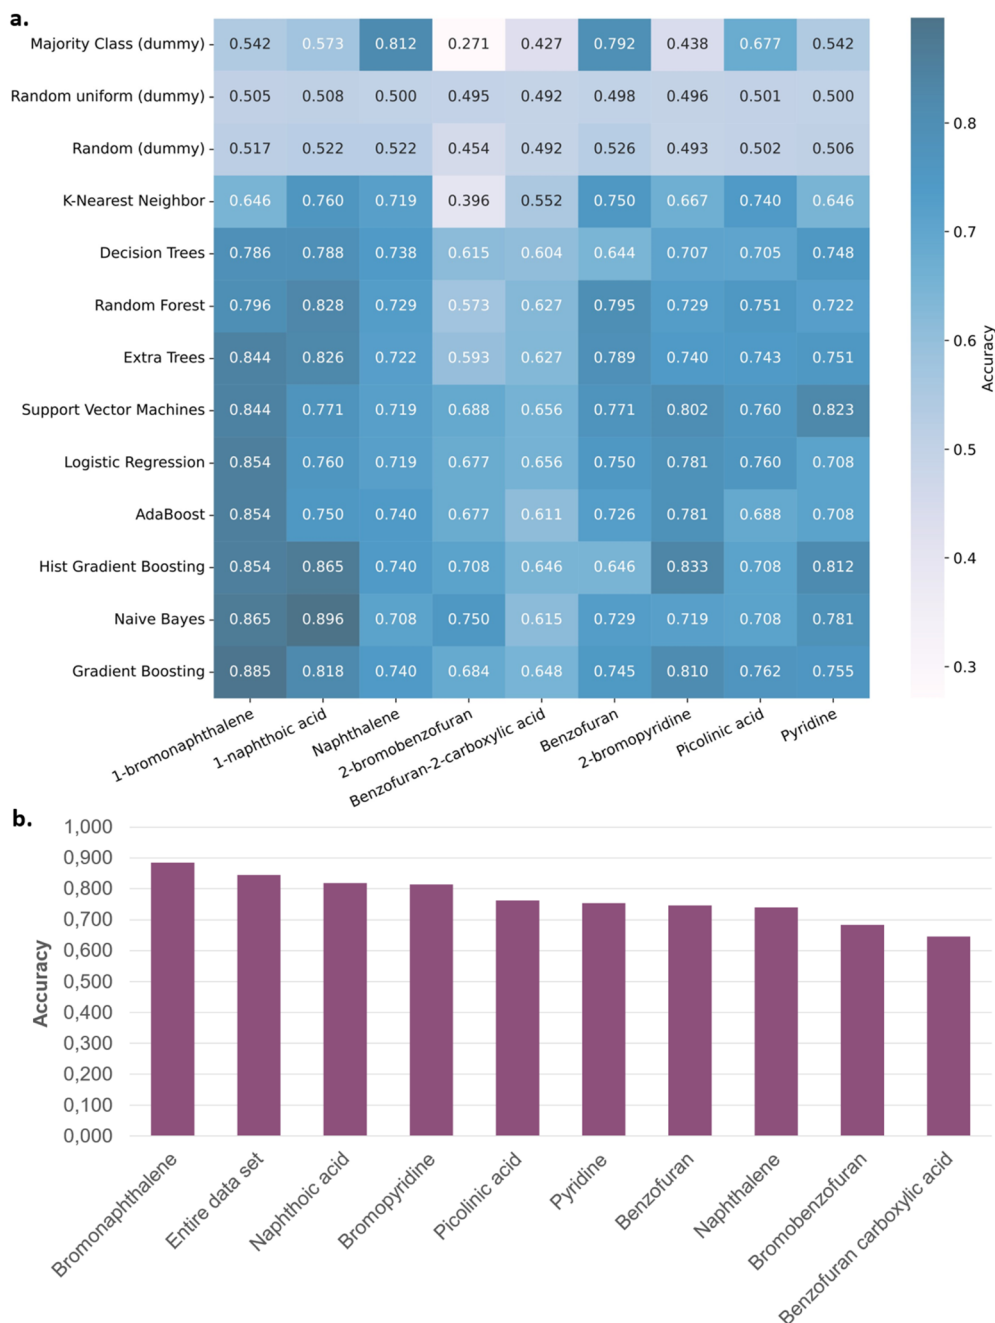 a.
Majority Class (dummy) 0.542 0.573 0.812 0.271 0.427 0.792 0.438 0.677 0.542
Random uniform (dummy) 0.505 0.508 0.500 0.495 0.492 0.498 0.496 0.501 0.500
Random (dummy) 0.517 0.522 0.522 0.454 0.492 0.526 0.493 0.502 0.506
K-Nearest Neighbor 0.646 0.760 0.719 0.396 0.552 0.750 0.667 0.740 0.646
Decision Trees 0.786 0.788 0.738 0.615 0.604 0.644 0.707 0.705 0.748
Random Forest 0.796 0.828 0.729 0.573 0.627 0.795 0.729 0.751 0.722
Extra Trees 0.844 0.826 0.722 0.593 0.627 0.789 0.740 0.743 0.751
Support Vector Machines 0.844 0.771 0.719 0.688 0.656 0.771 0.802 0.760 0.823
Logistic Regression 0.854 0.760 0.719 0.677 0.656 0.750 0.781 0.760 0.708
AdaBoost 0.854 0.750 0.740 0.677 0.611 0.726 0.781 0.688 0.708
Hist Gradient Boosting 0.854 0.865 0.740 0.708 0.646 0.646 0.833 0.708 0.812
Naive Bayes 0.865 0.896 0.708 0.750 0.615 0.729 0.719 0.708 0.781
Gradient Boosting 0.885 0.818 0.740 0.684 0.648 0.745 0.810 0.762 0.755
1-bromonaphthalene
1-naphthoic acid
Naphthalene
2-bromobenzofuran
Benzofuran-2-carboxylic acid
Benzofuran
2-bromopyridine
Picolinic acid
Pyridine
0.8
0.7
0.6
0.5
0.4
0.3
Accuracy
b.
1,000
0,900
0,800
0,700
0,600
0,500
0,400
0,300
0,200
0,100
0,000
Accuracy
Bromonaphthalene
Entire data set
Naphthoic acid
Bromopyridine
Picolinic acid
Pyridine
Benzofuran
Naphthalene
Bromobenzofuran
Benzofuran carboxylic acid